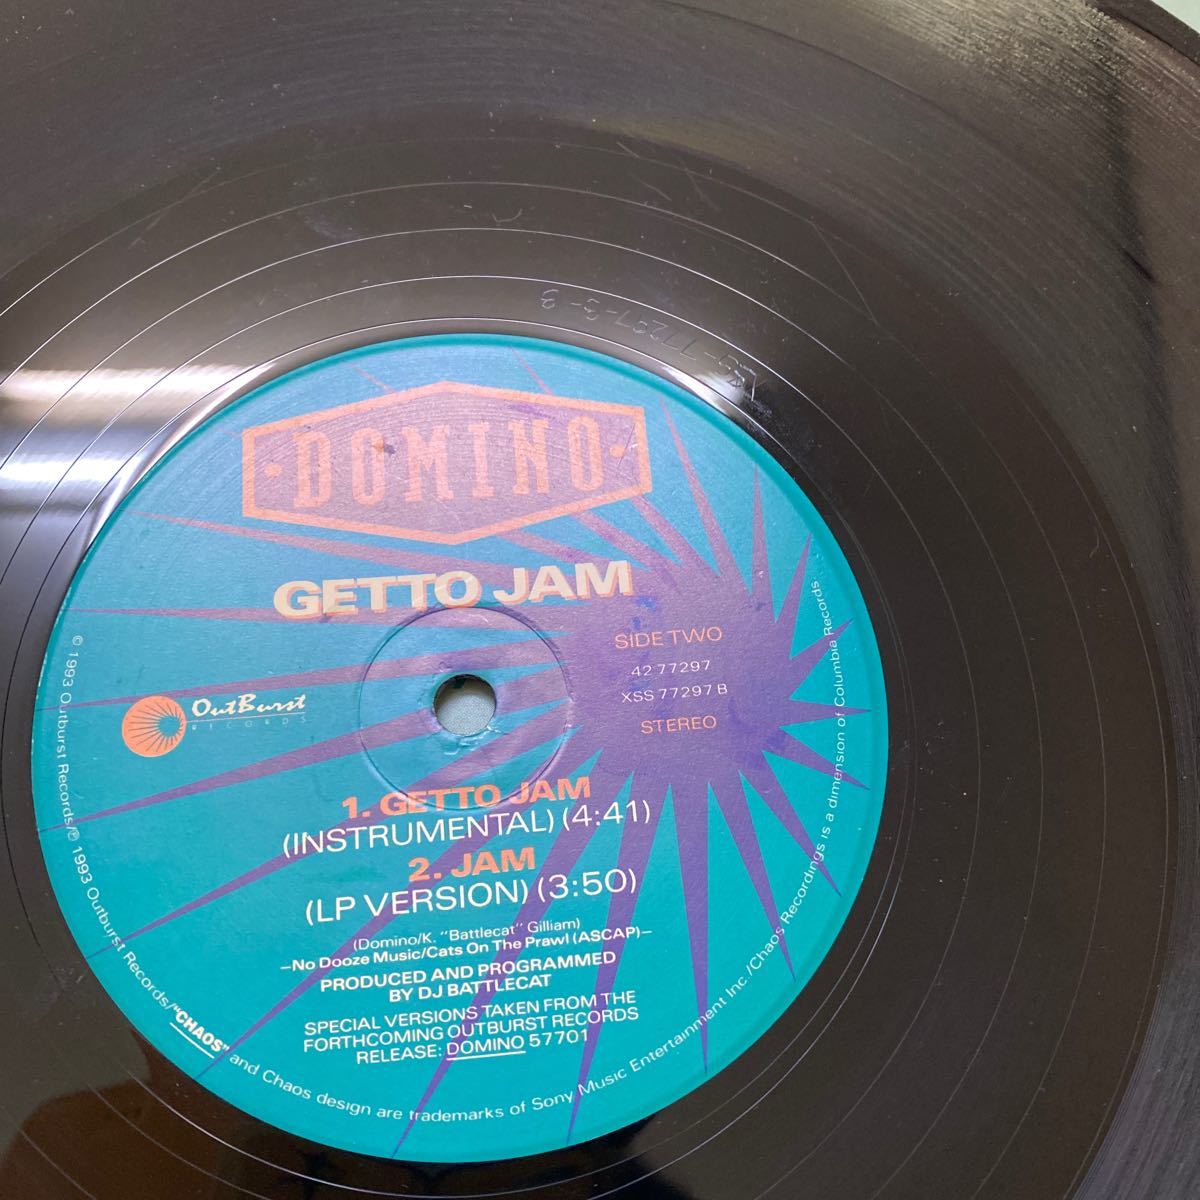 ·DOMINO·
GETTO JAM
SIDE TWO
42 77297
XSS 77297 B
STEREO
OutBurst
RECORDS
1. GETTO JAM
(INSTRUMENTAL) (4:41)
2. JAM
(LP VERSION) (3:50)
(Domino/K. "Battlecat" Gilliam)
—No Dooze Music/Cats On The Prawl (ASCAP)—
PRODUCED AND PROGRAMMED
BY DJ BATTLECAT
SPECIAL VERSIONS TAKEN FROM THE
FORTHCOMING OUTBURST RECORDS
RELEASE: DOMINO 57701
© 1993 Outburst Records/℗ 1993 Outburst Records/"CHAOS" and Chaos design are trademarks of Sony Music Entertainment Inc./Chaos Recordings is a dimension of Columbia Records
77297-3-3